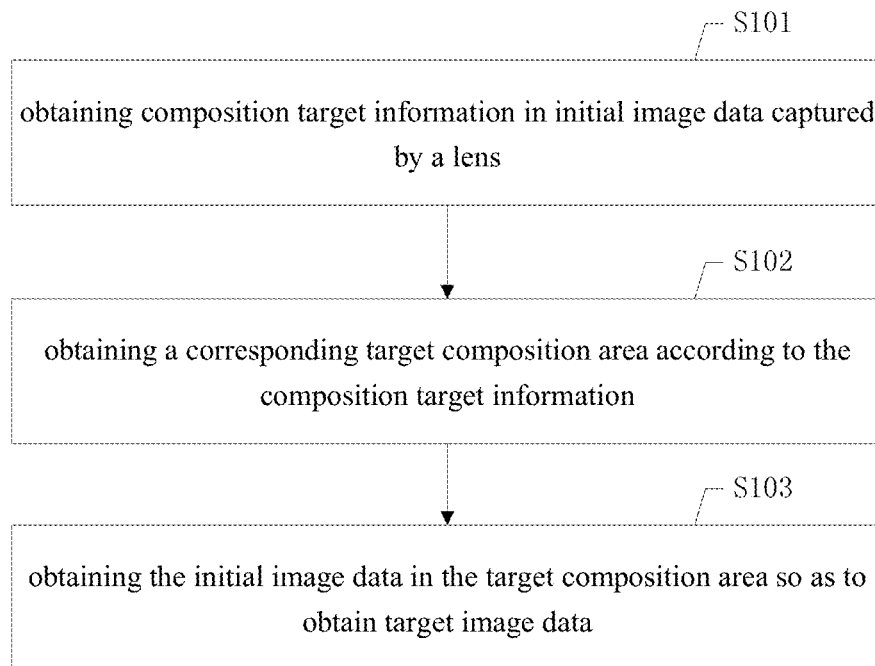 S101
obtaining composition target information in initial image data captured
by a lens
S102
obtaining a corresponding target composition area according to the
composition target information
S103
obtaining the initial image data in the target composition area so as to
obtain target image data